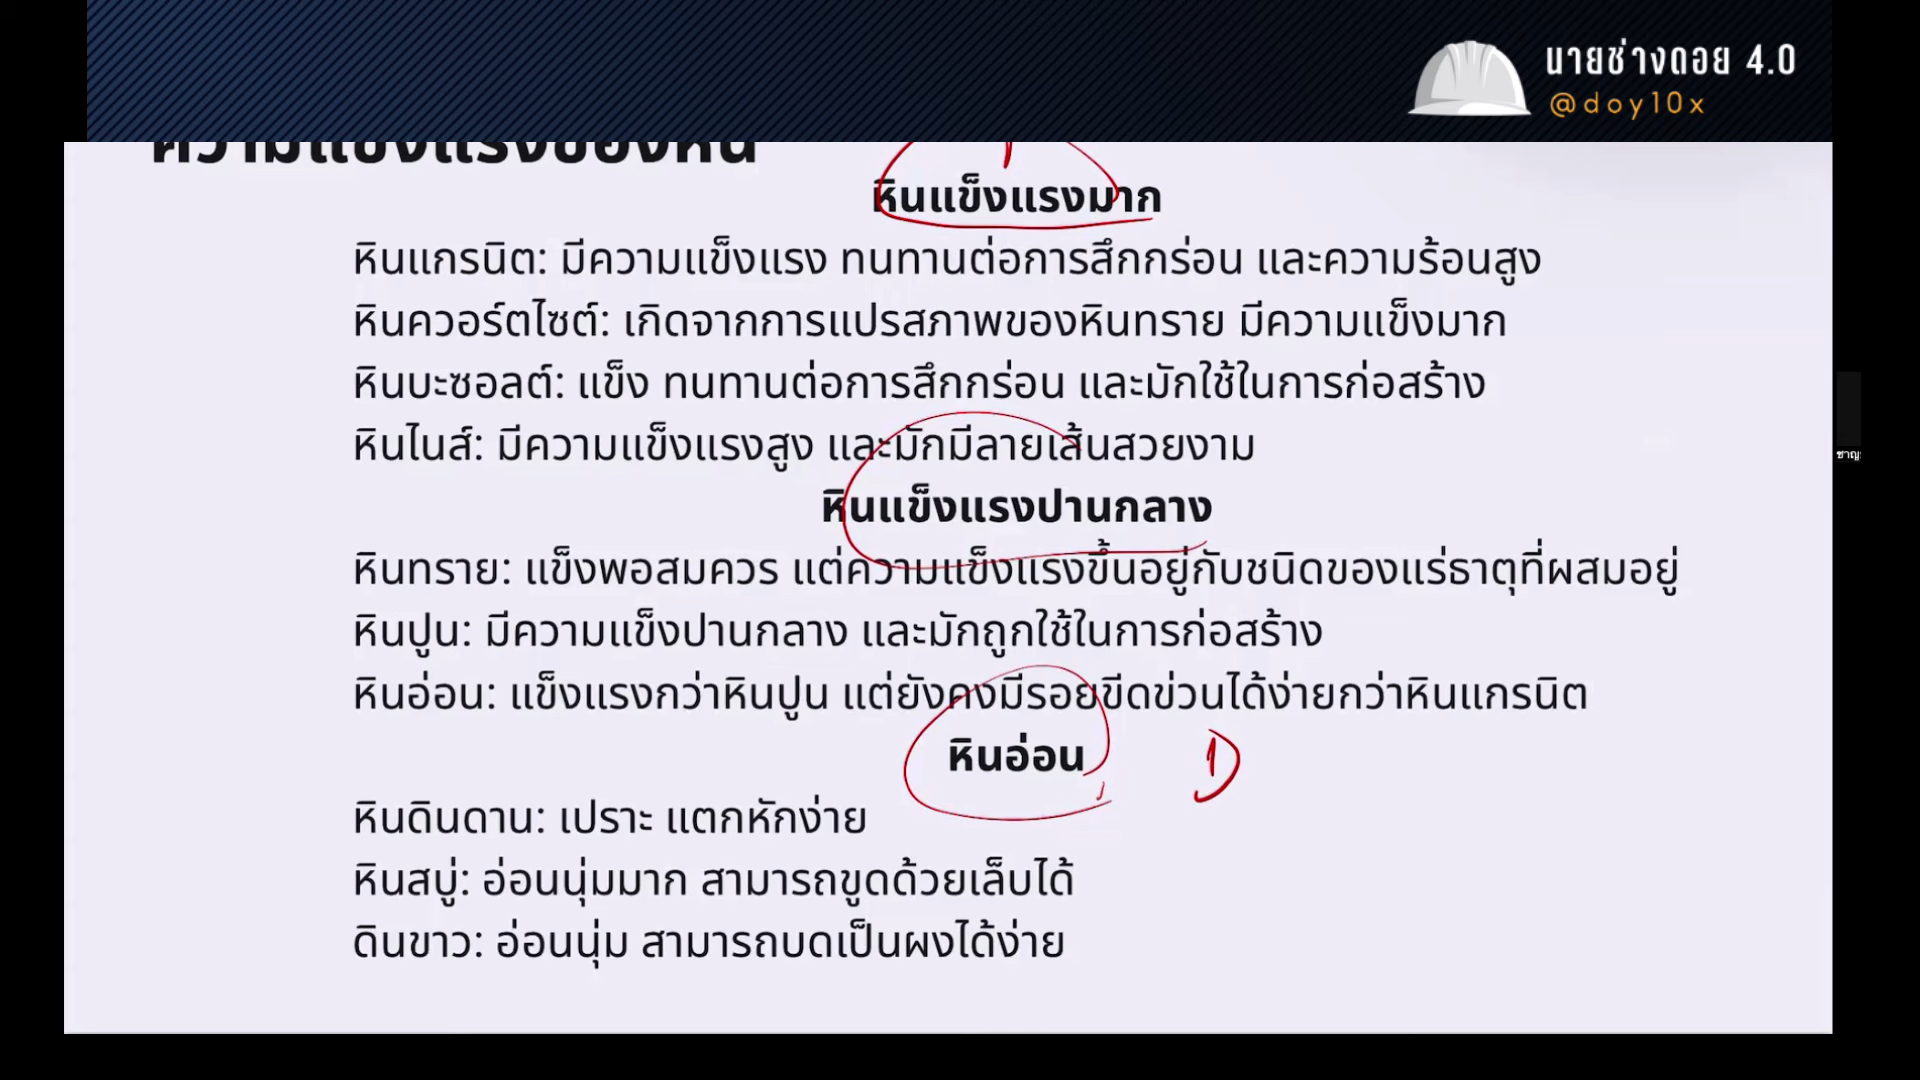 นายช่างดอย 4.0
@doy10x
ความแข็งแรงของหิน
หินแข็งแรงมาก
หินแกรนิต: มีความแข็งแรง ทนทานต่อการสึกกร่อน และความร้อนสูง
หินควอร์ตไซต์: เกิดจากการแปรสภาพของหินทราย มีความแข็งมาก
หินบะซอลต์: แข็ง ทนทานต่อการสึกกร่อน และมักใช้ในการก่อสร้าง
หินไนส์: มีความแข็งแรงสูง และมักมีลายเส้นสวยงาม
หินแข็งแรงปานกลาง
หินทราย: แข็งพอสมควร แต่ความแข็งแรงขึ้นอยู่กับชนิดของแร่ธาตุที่ผสมอยู่
หินปูน: มีความแข็งปานกลาง และมักถูกใช้ในการก่อสร้าง
หินอ่อน: แข็งแรงกว่าหินปูน แต่ยังคงมีรอยขีดข่วนได้ง่ายกว่าหินแกรนิต
หินอ่อน
หินดินดาน: เปราะ แตกหักง่าย
หินสบู่: อ่อนนุ่มมาก สามารถขูดด้วยเล็บได้
ดินขาว: อ่อนนุ่ม สามารถบดเป็นผงได้ง่าย